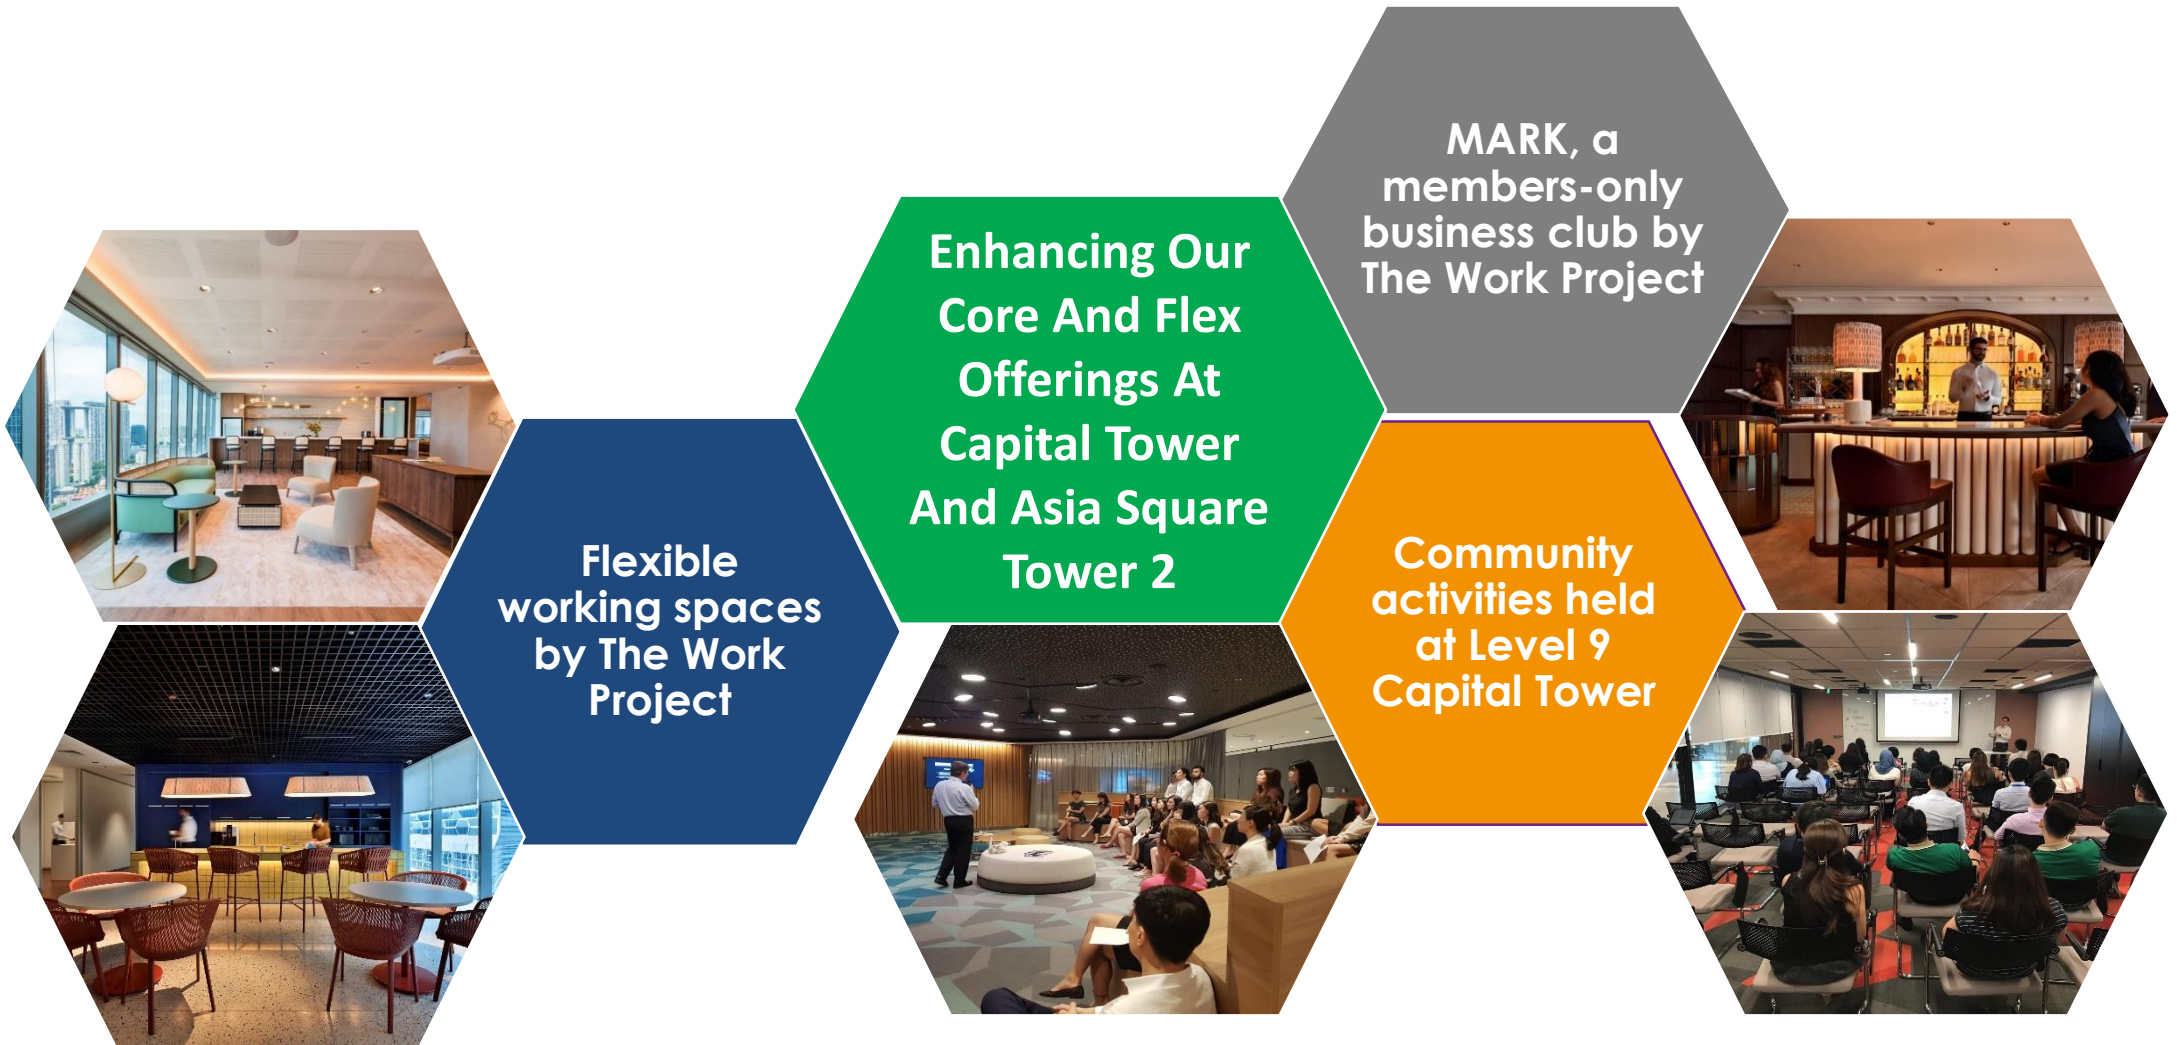 MARK, a
members-only
business club by
The Work Project
Enhancing Our
Core And Flex
Offerings At
Capital Tower
And Asia Square
Tower 2
Flexible
working spaces
by The Work
Project
Community
activities held
at Level 9
Capital Tower